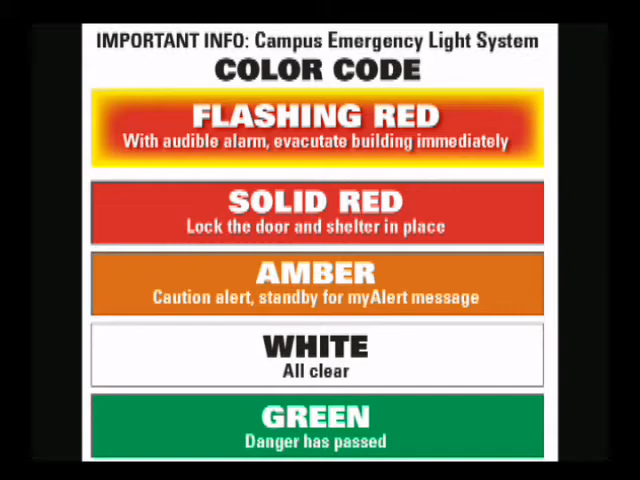 IMPORTANT INFO: Campus Emergency Light System
COLOR CODE
FLASHING RED
With audible alarm, evacutate building immediately
SOLID RED
Lock the door and shelter in place
AMBER
Caution alert, standby for myAlert message
WHITE
All clear
GREEN
Danger has passed